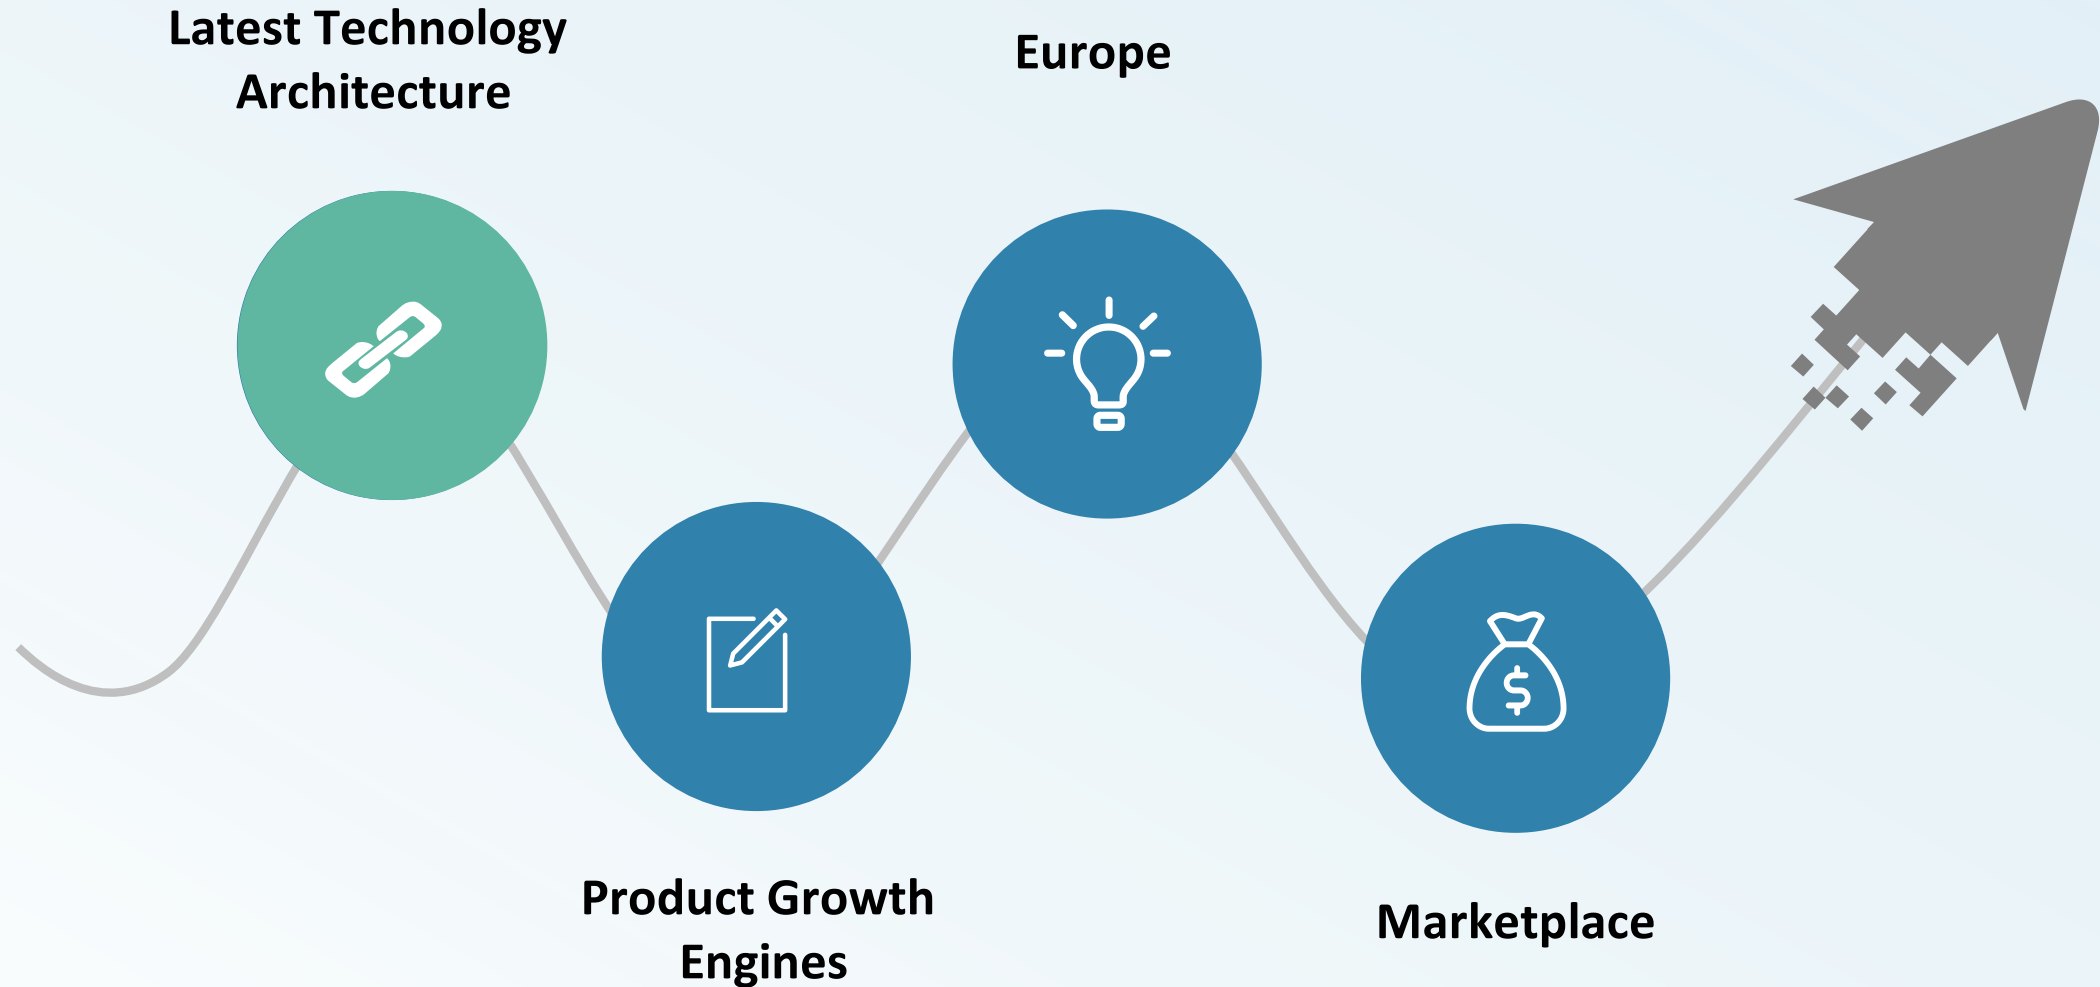 Latest Technology
Architecture
Europe
Product Growth
Engines
Marketplace
$